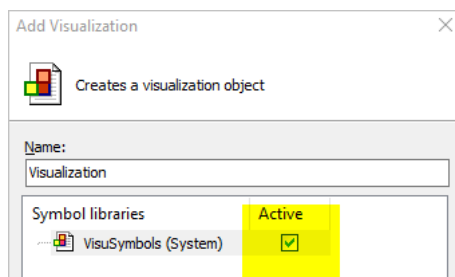 Add Visualization
Creates a visualization object
Name:
Visualization
Symbol libraries Active
VisuSymbols (System)